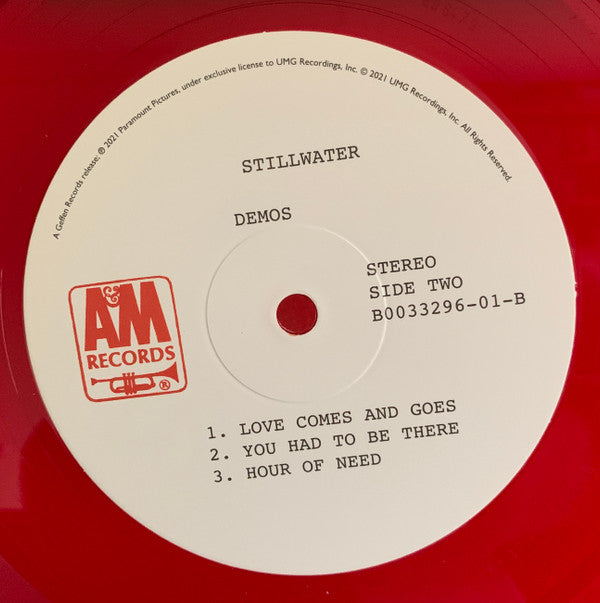 A Geffen Records release; ℗ 2021 Paramount Pictures, under exclusive license to UMG Recordings, Inc. © 2021 UMG Recordings, Inc. All Rights Reserved.
STILLWATER
DEMOS
STEREO
SIDE TWO
B0033296-01-B
A&M
RECORDS
®
1. LOVE COMES AND GOES
2. YOU HAD TO BE THERE
3. HOUR OF NEED